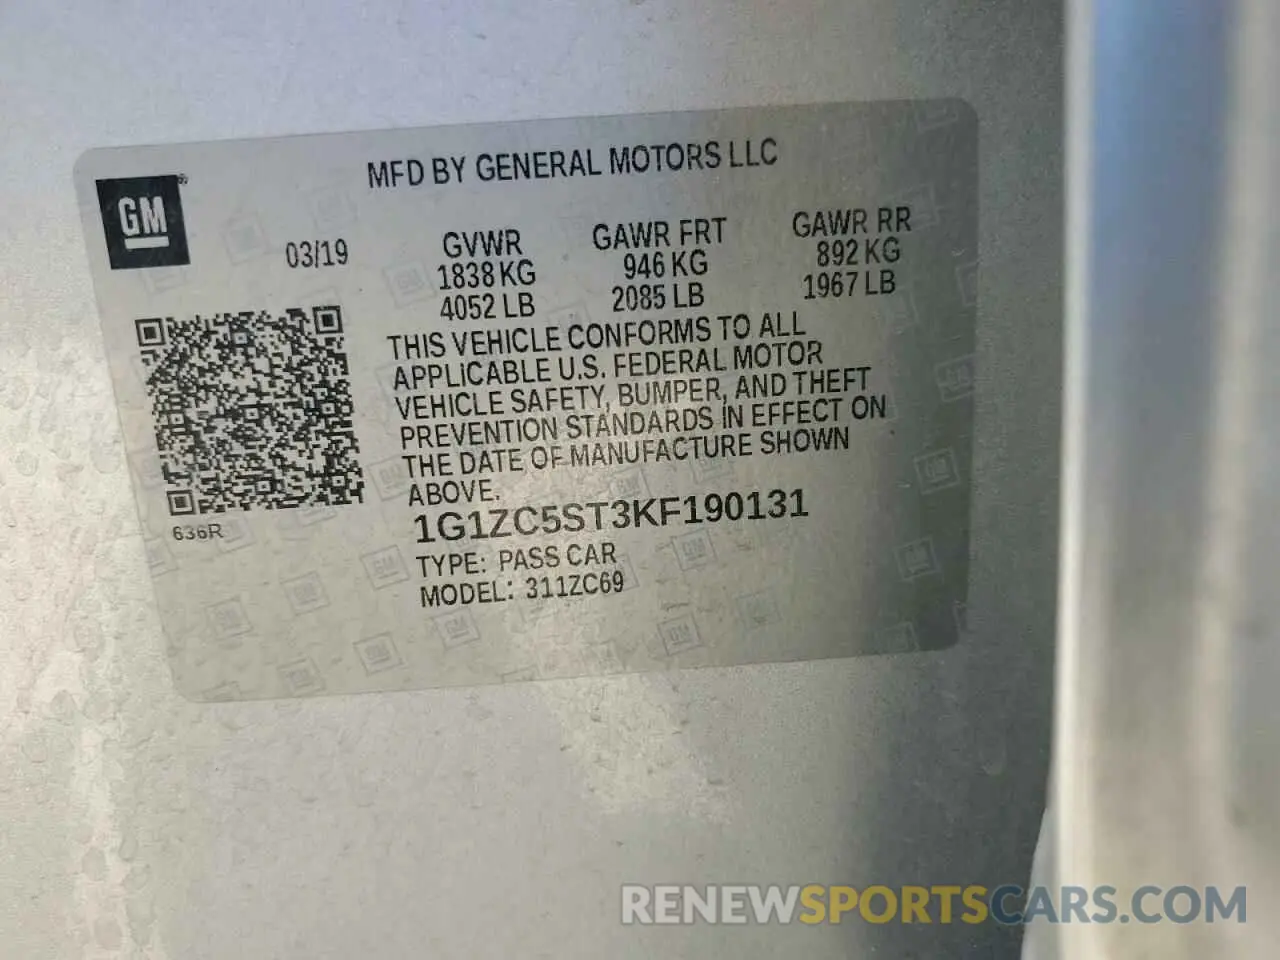 MFD BY GENERAL MOTORS LLC
GM
®
03/19
GVWR
1838 KG
4052 LB
GAWR FRT
946 KG
2085 LB
GAWR RR
892 KG
1967 LB
THIS VEHICLE CONFORMS TO ALL
APPLICABLE U.S. FEDERAL MOTOR
VEHICLE SAFETY, BUMPER, AND THEFT
PREVENTION STANDARDS IN EFFECT ON
THE DATE OF MANUFACTURE SHOWN
ABOVE.
636R
1G1ZC5ST3KF190131
TYPE: PASS CAR
MODEL: 311ZC69
RENEWSPORTSCARS.COM